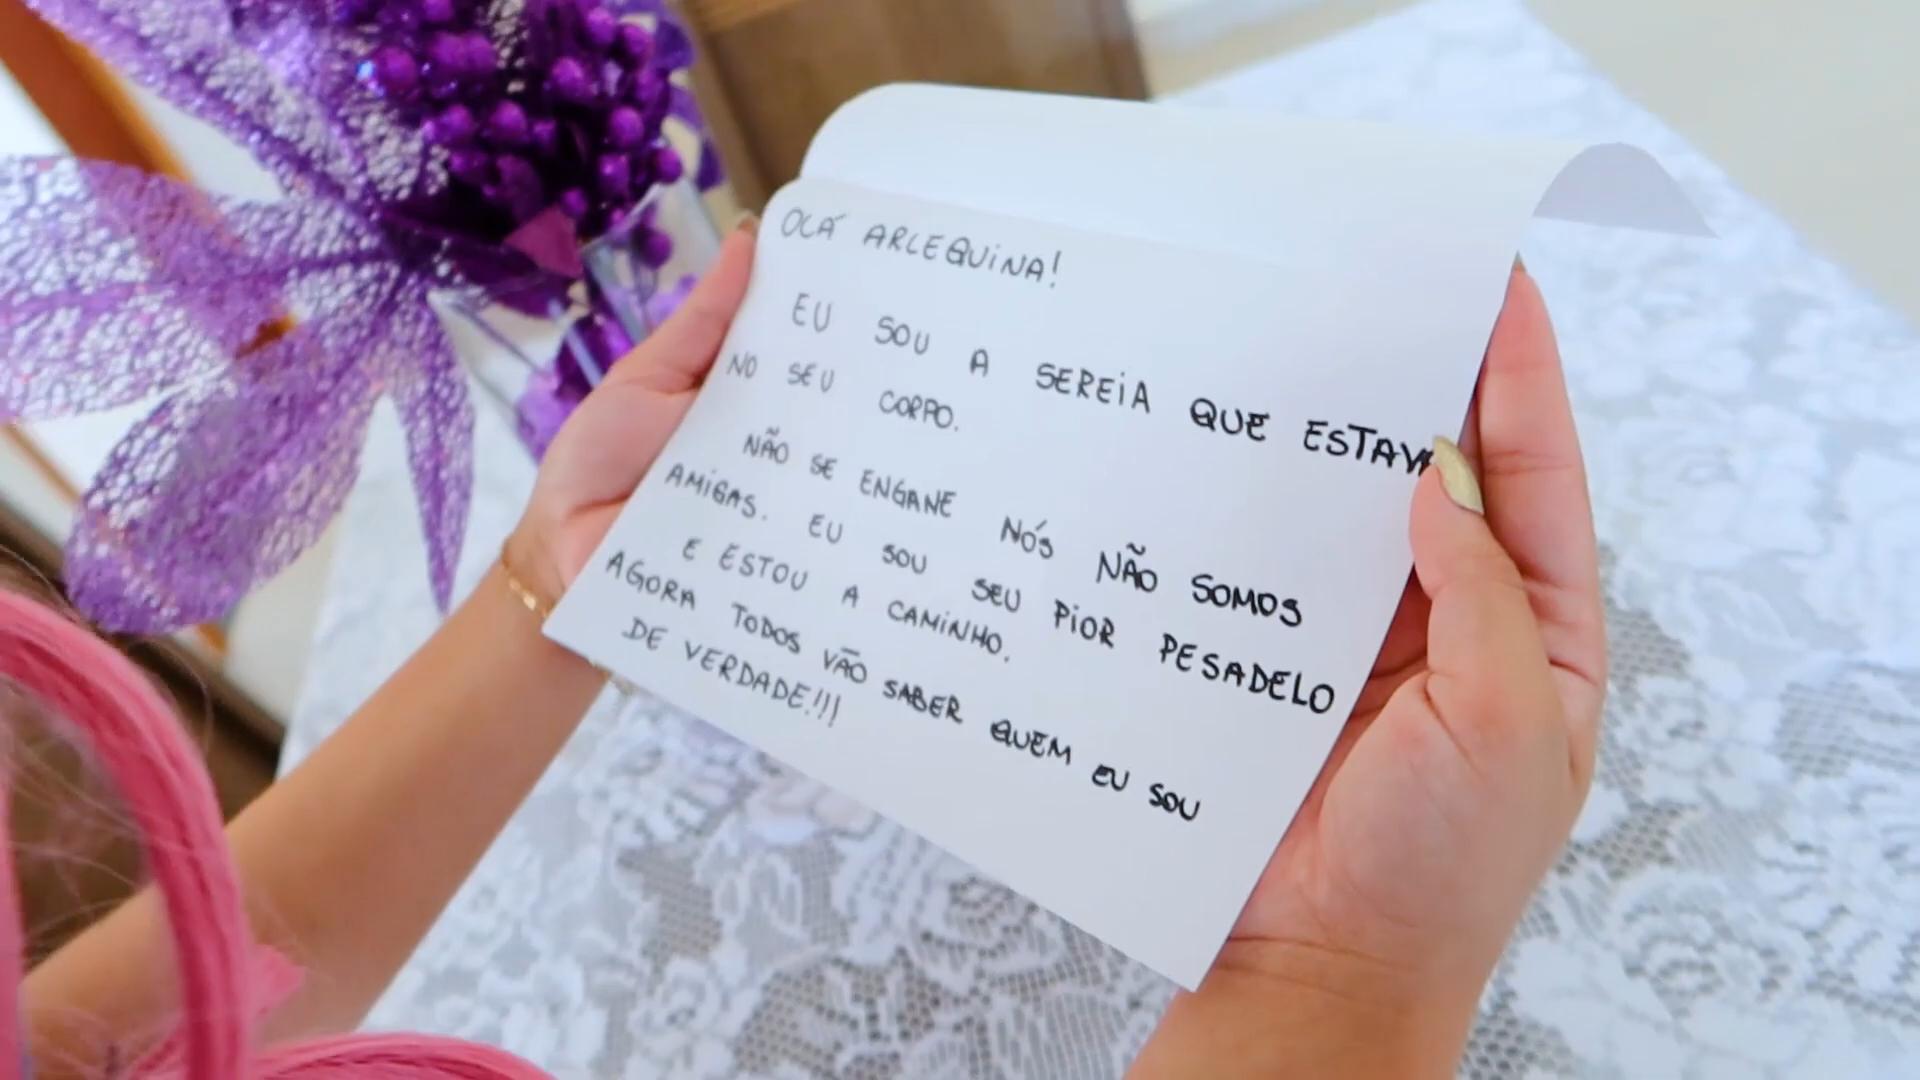 OLÁ ARLEQUINA!
EU SOU A SEREIA QUE ESTAVA
NO SEU CORPO.
NÃO SE ENGANE NÓS NÃO SOMOS
AMIGAS. EU SOU SEU PIOR PESADELO
E ESTOU A CAMINHO.
AGORA TODOS VÃO SABER QUEM EU SOU
DE VERDADE!!!